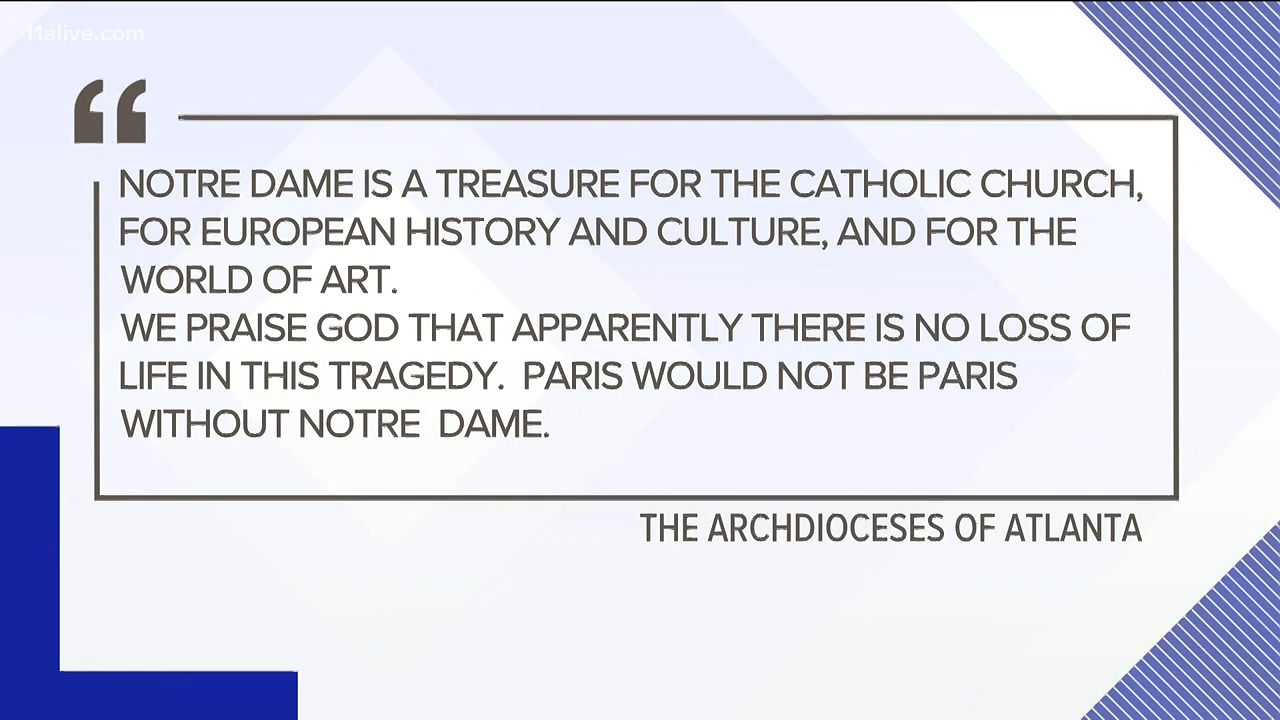 11alive.com
“
NOTRE DAME IS A TREASURE FOR THE CATHOLIC CHURCH,
FOR EUROPEAN HISTORY AND CULTURE, AND FOR THE
WORLD OF ART.
WE PRAISE GOD THAT APPARENTLY THERE IS NO LOSS OF
LIFE IN THIS TRAGEDY.  PARIS WOULD NOT BE PARIS
WITHOUT NOTRE  DAME.
THE ARCHDIOCESES OF ATLANTA